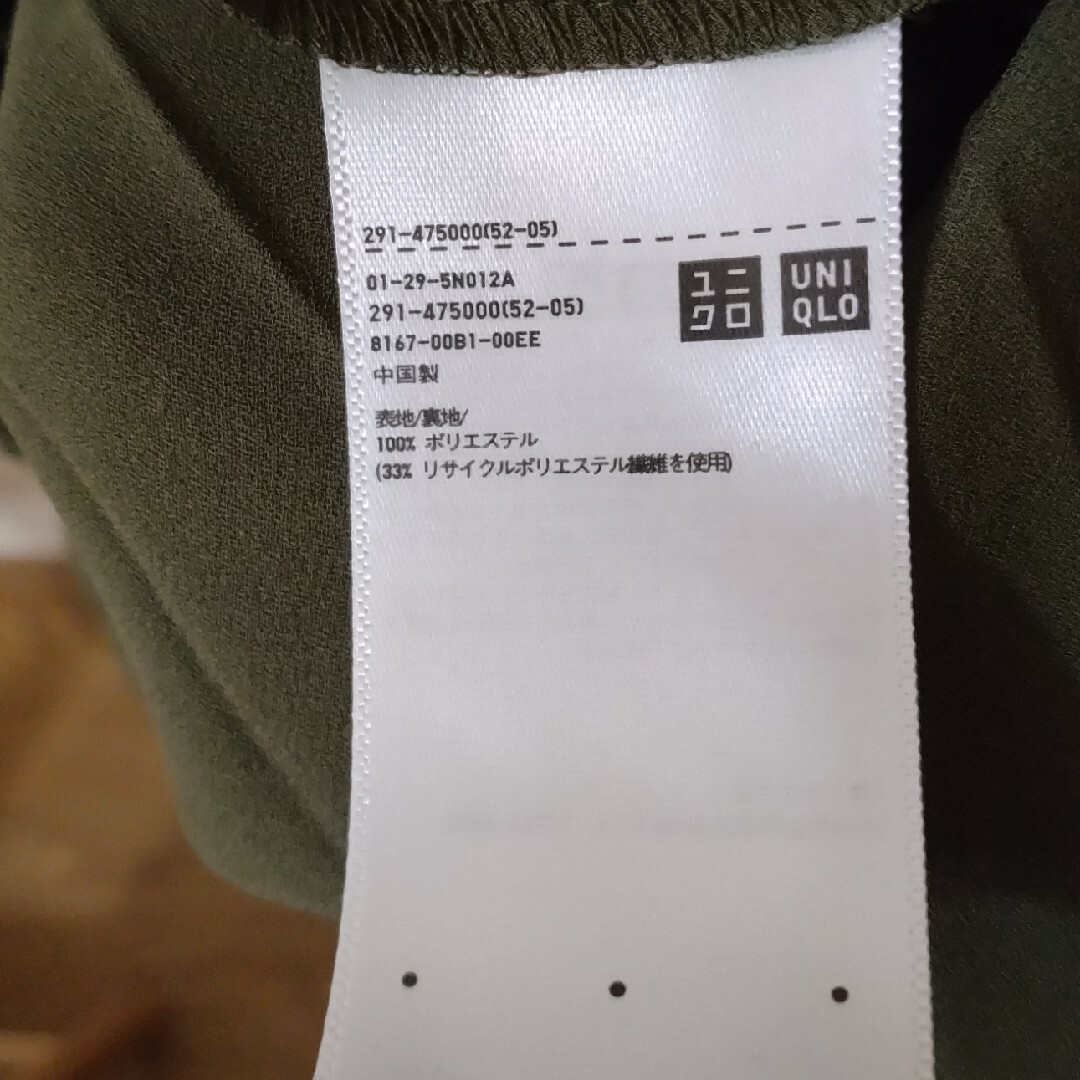 291-475000(52-05)
01-29-5N012A
291-475000(52-05)
8167-00B1-00EE
中国製
表地/裏地/
100% ポリエステル
(33% リサイクルポリエステル繊維を使用)
ユニ
クロ
UNI
QLO